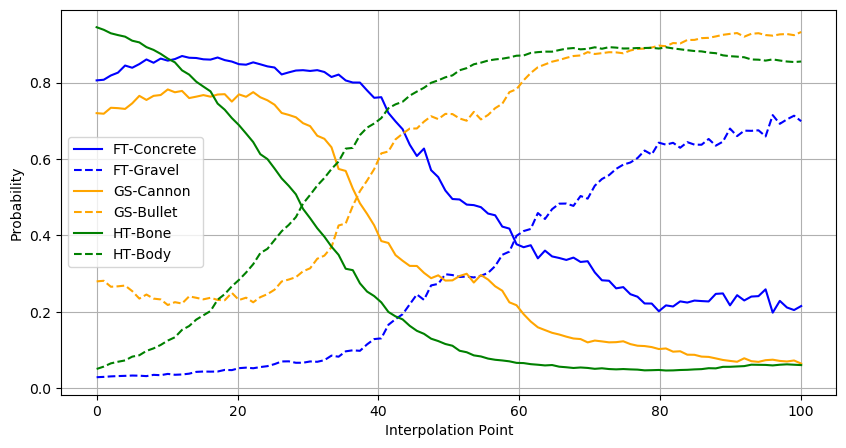 0.8
0.6
0.4
0.2
0.0
Probability
FT-Concrete
FT-Gravel
GS-Cannon
GS-Bullet
HT-Bone
HT-Body
0 20 40 60 80 100
Interpolation Point